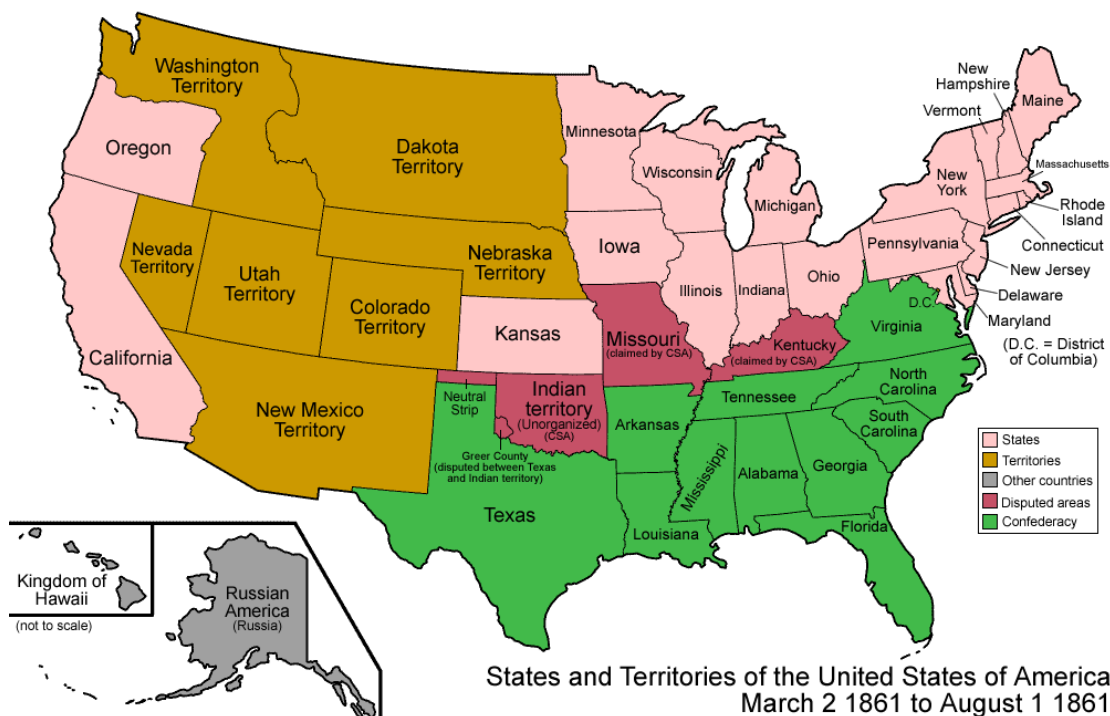 Washington
Territory
Dakota
Territory
Oregon
Minnesota
Wisconsin
Michigan
New
Hampshire
Vermont
Maine
Massachusetts
New
York
Rhode
Island
Connecticut
Pennsylvania
New Jersey
Delaware
Maryland
(D.C. = District
of Columbia)
D.C.
Nevada
Territory
Utah
Territory
Nebraska
Territory
Colorado
Territory
Iowa
Illinois
Indiana
Ohio
California
Kansas
Missouri
(claimed by CSA)
Kentucky
(claimed by CSA)
Virginia
New Mexico
Territory
Neutral
Strip
Indian
territory
(Unorganized)
(CSA)
Greer County
(disputed between Texas
and Indian territory)
Arkansas
Tennessee
North
Carolina
South
Carolina
Texas
Louisiana
Mississippi
Alabama
Georgia
Florida
States
Territories
Other countries
Disputed areas
Confederacy
Kingdom of
Hawaii
(not to scale)
Russian
America
(Russia)
States and Territories of the United States of America
March 2 1861 to August 1 1861